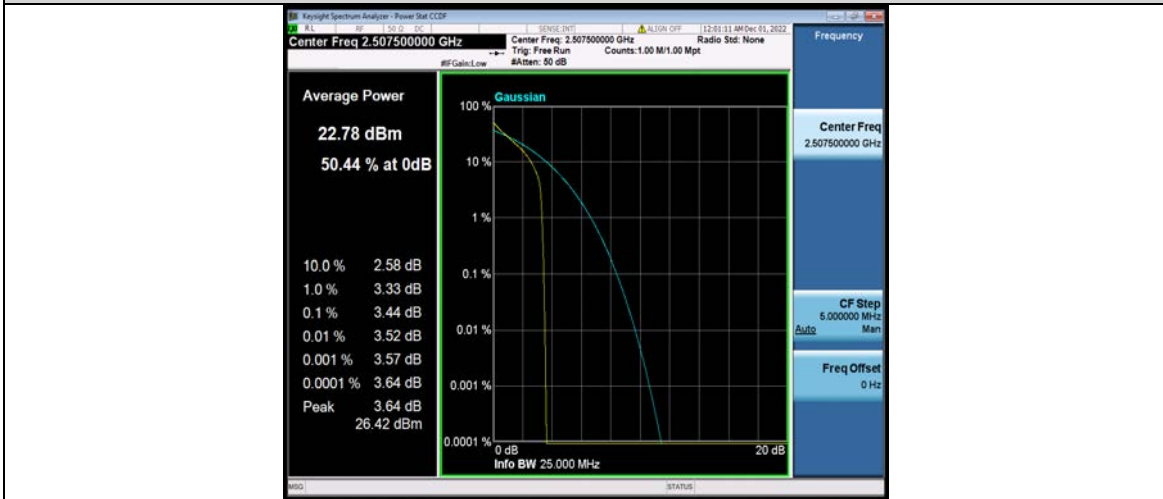 Keysight Spectrum Analyzer - Power Stat CCDF
RL RF 50 Ω DC SENSE:INT ALIGN OFF 12:01:11 AM Dec 01, 2022
Center Freq 2.507500000 GHz
Center Freq: 2.507500000 GHz Radio Std: None
Trig: Free Run Counts:1.00 M/1.00 Mpt
#IFGain:Low #Atten: 50 dB
Frequency
Average Power
22.78 dBm
50.44 % at 0dB
10.0 % 2.58 dB
1.0 % 3.33 dB
0.1 % 3.44 dB
0.01 % 3.52 dB
0.001 % 3.57 dB
0.0001 % 3.64 dB
Peak 3.64 dB
26.42 dBm
Gaussian
100 %
10 %
1 %
0.1 %
0.01 %
0.001 %
0.0001 %
0 dB 20 dB
Info BW 25.000 MHz
Center Freq
2.507500000 GHz
CF Step
5.000000 MHz
Auto Man
Freq Offset
0 Hz
MSG STATUS